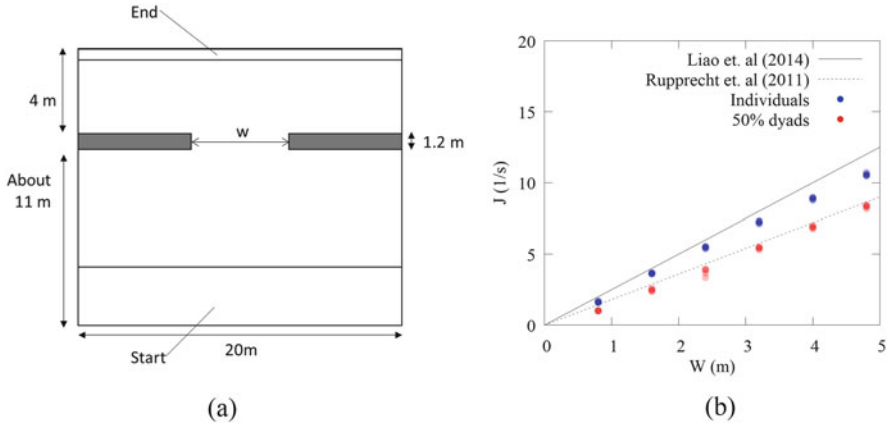 End
4 m
w
1.2 m
About
11 m
Start
20m
(a)
20
15
10
5
0
J (1/s)
Liao et. al (2014)
Rupprecht et. al (2011)
Individuals
50% dyads
0 1 2 3 4 5
W (m)
(b)